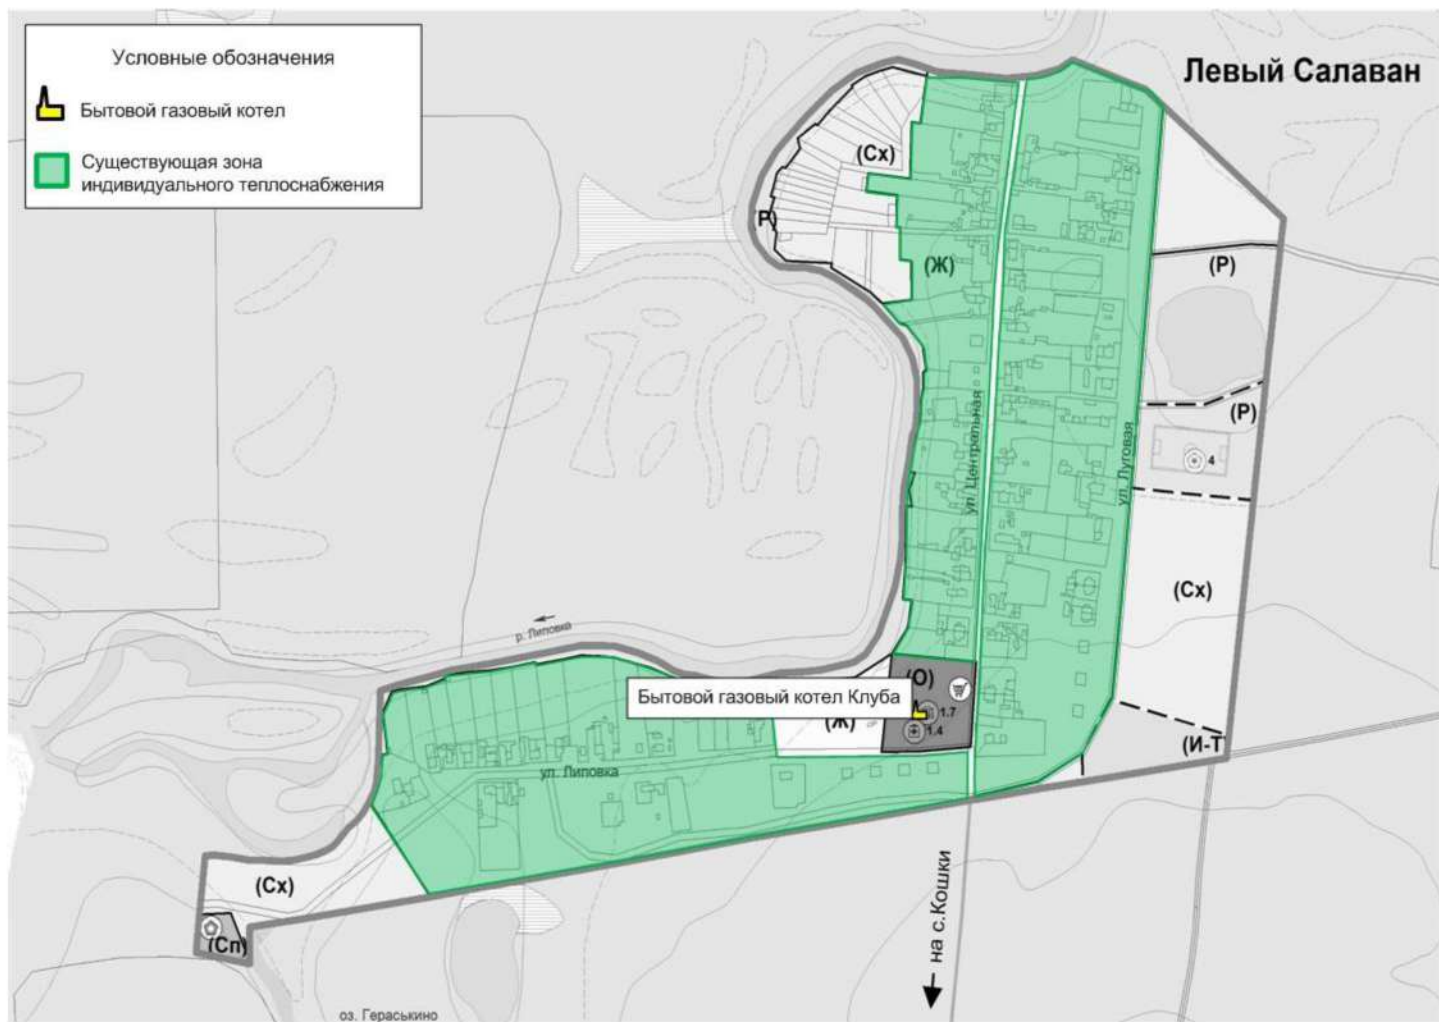 Условные обозначения
Бытовой газовый котел
Существующая зона
индивидуального теплоснабжения
Левый Салаван
(Сх)
(Р)
(Ж)
(Р)
(Р)
4
ул. Центральная
ул. Луговая
(Сх)
р. Липовка
(О)
Бытовой газовый котел Клуба
1.7
(Ж)
1.4
(И-Т
ул. Липовка
(Сх)
(Сп)
на с.Кошки
оз. Гераськино